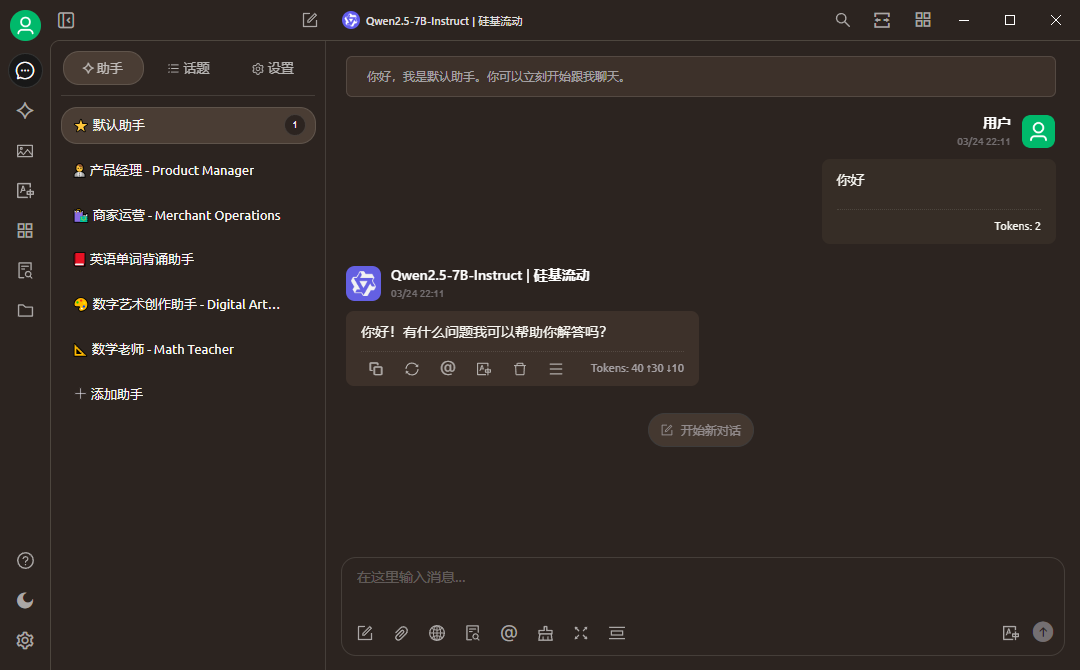 Qwen2.5-7B-Instruct | 硅基流动
助手
话题
设置
默认助手
1
产品经理 - Product Manager
商家运营 - Merchant Operations
英语单词背诵助手
数字艺术创作助手 - Digital Art...
数学老师 - Math Teacher
添加助手
你好，我是默认助手。你可以立刻开始跟我聊天。
用户
03/24 22:11
你好
Tokens: 2
Qwen2.5-7B-Instruct | 硅基流动
03/24 22:11
你好！有什么问题我可以帮助你解答吗？
Tokens: 40 ↑30 ↓10
开始新对话
在这里输入消息...